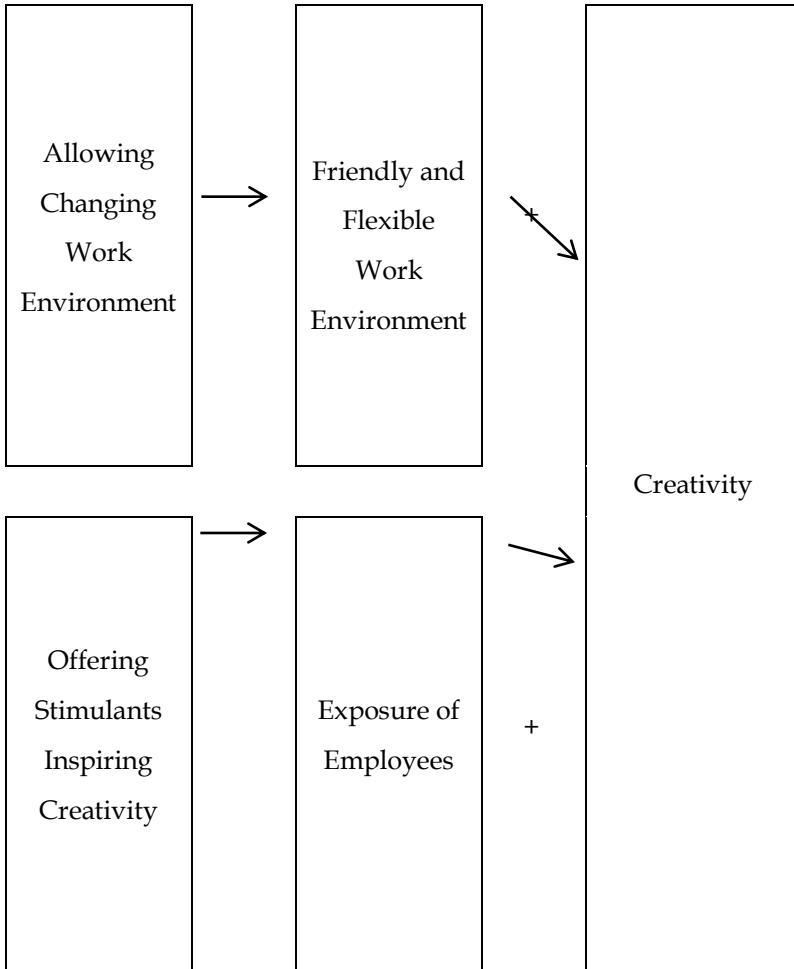 Allowing
Changing
Work
Environment
Friendly and
Flexible
Work
Environment
+
Creativity
Offering
Stimulants
Inspiring
Creativity
Exposure of
Employees
+